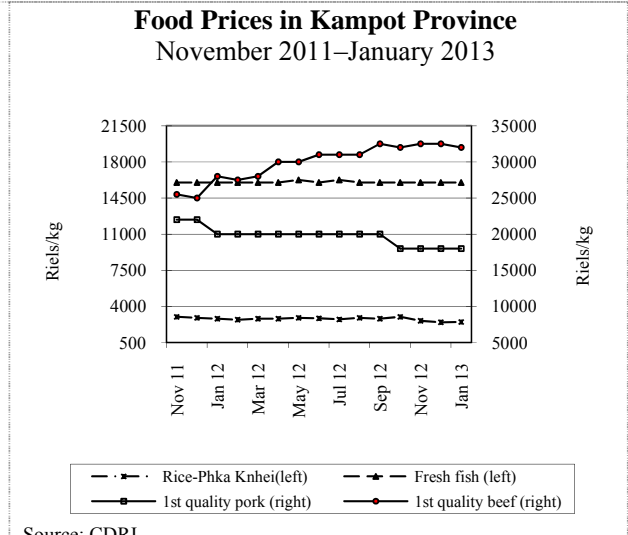 Food Prices in Kampot Province
November 2011–January 2013
21500 35000
18000 30000
14500 25000
11000 20000
7500 15000
4000 10000
500 5000
Riels/kg
Riels/kg
Nov 11
Jan 12
Mar 12
May 12
Jul 12
Sep 12
Nov 12
Jan 13
Rice-Phka Knhei(left) Fresh fish (left)
1st quality pork (right) 1st quality beef (right)
Source: CDRI